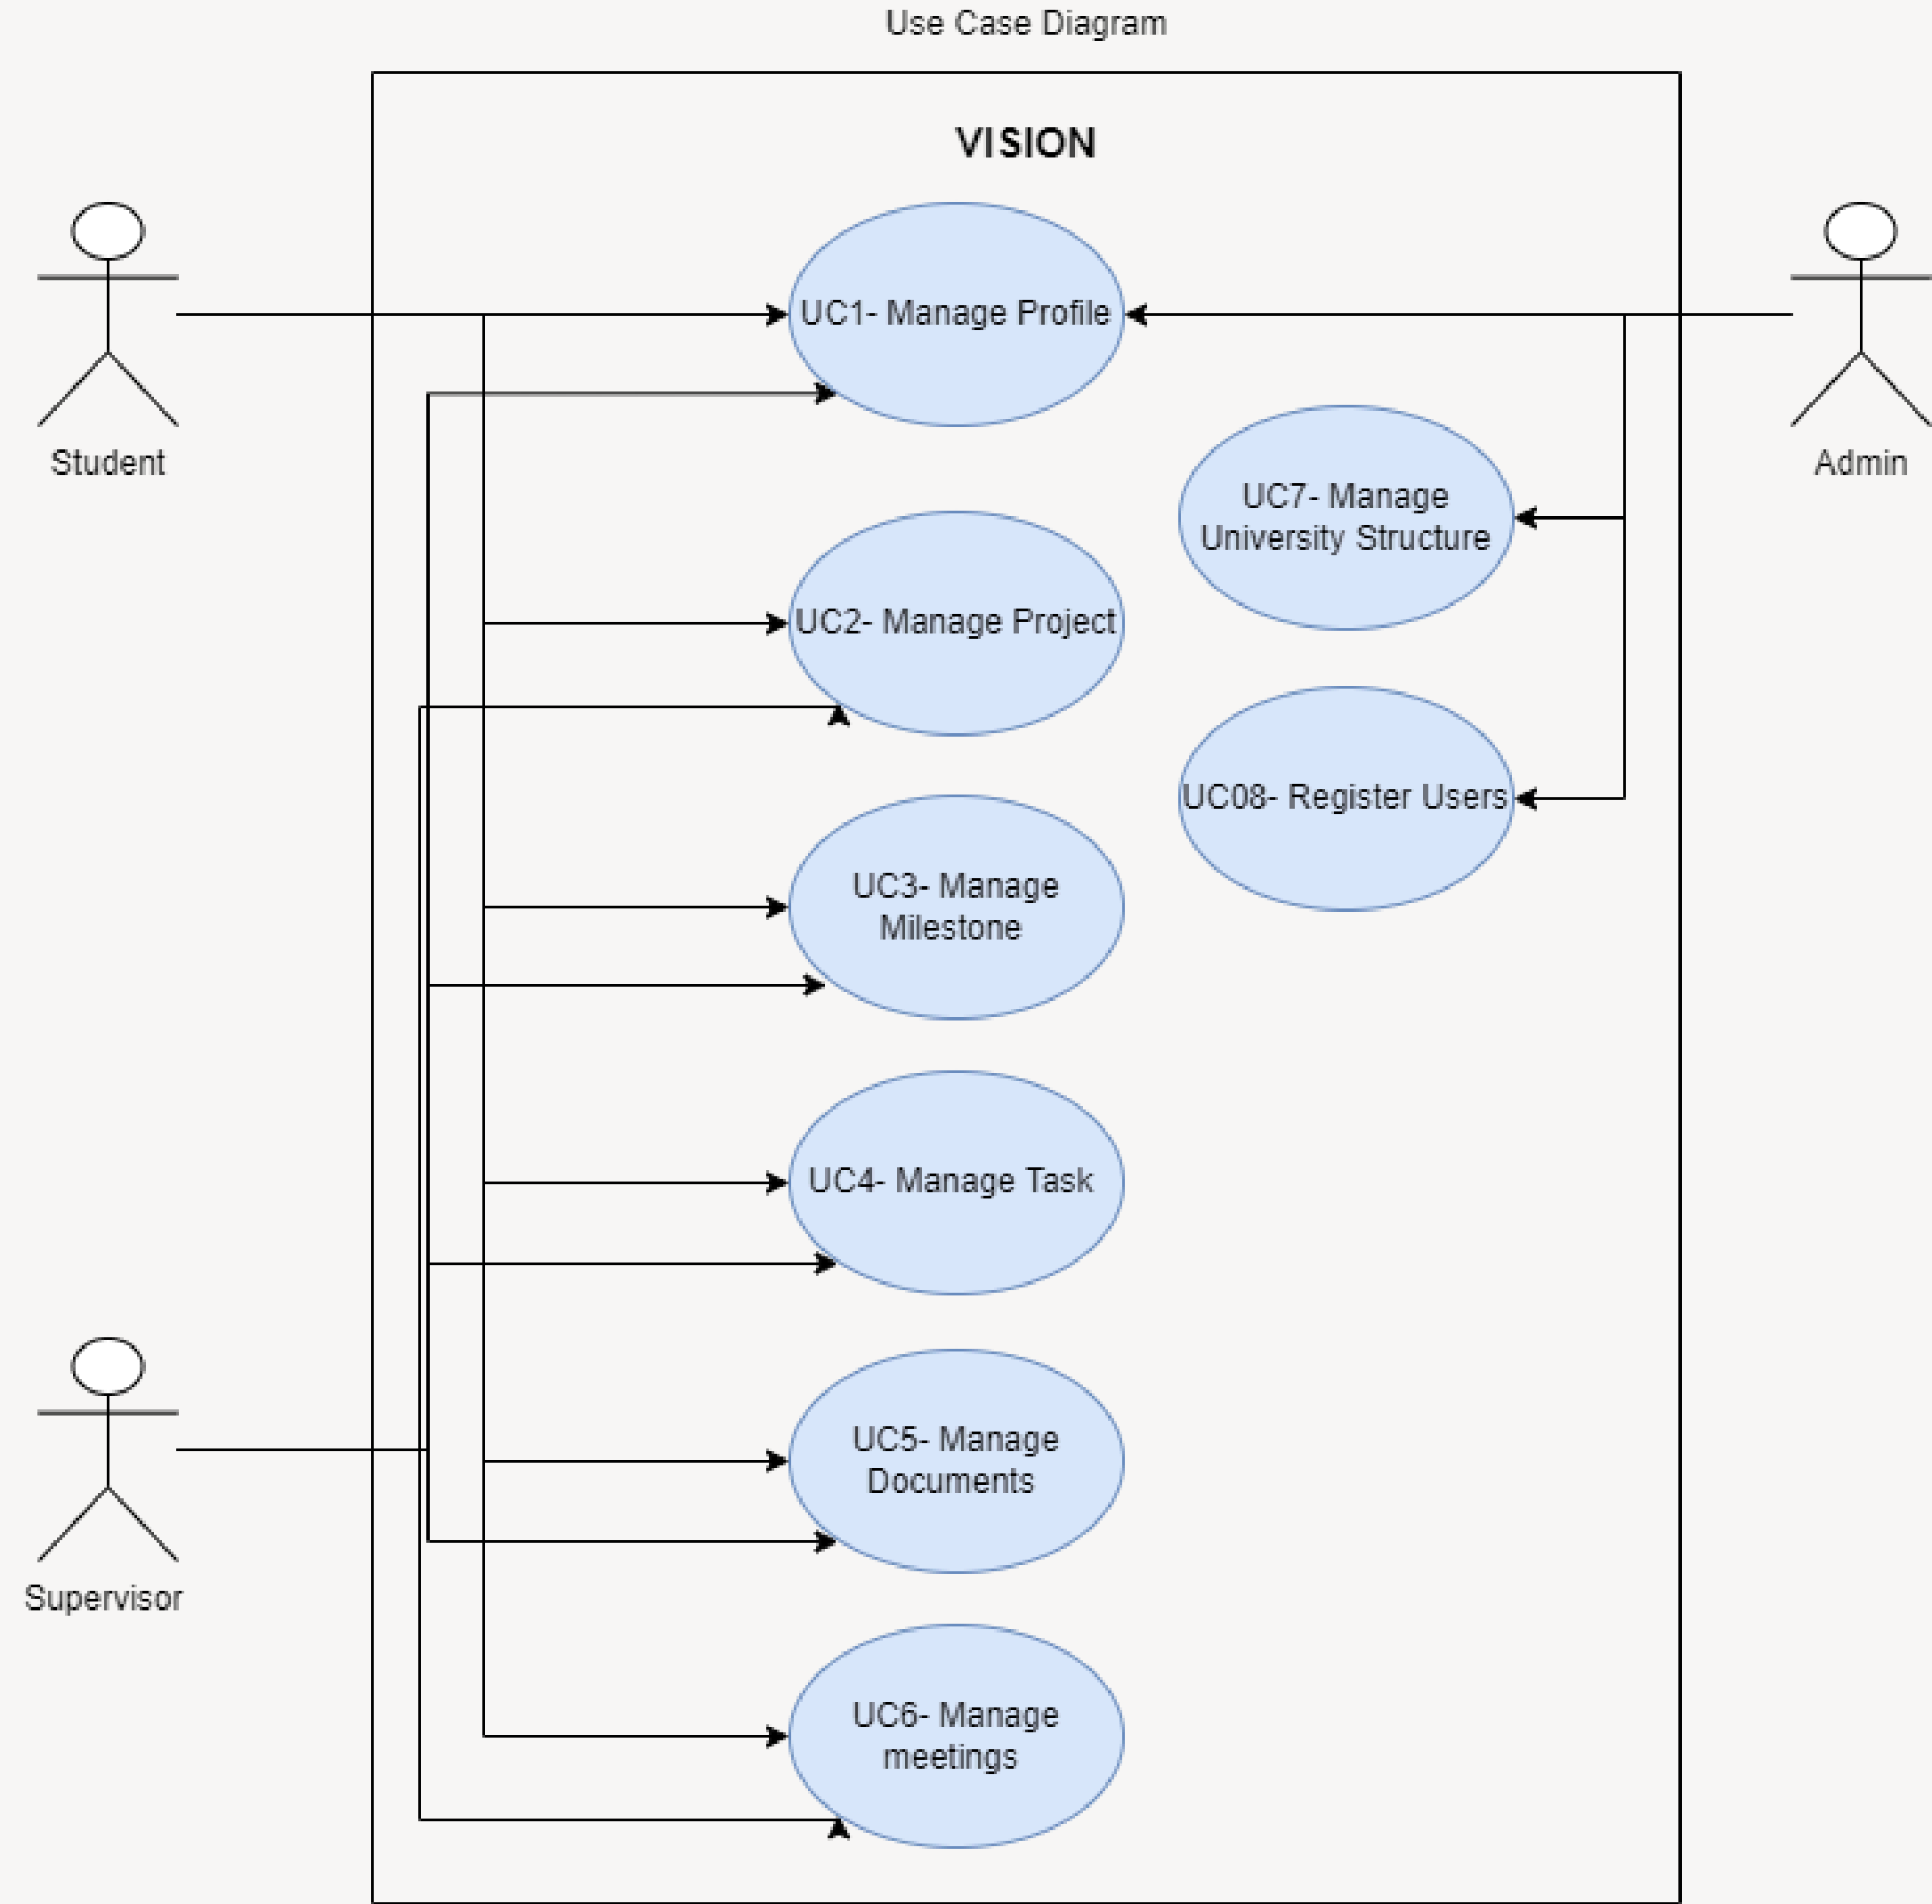 Use Case Diagram
VISION
UC1- Manage Profile
Student
Admin
UC7- Manage
University Structure
UC2- Manage Project
UC08- Register Users
UC3- Manage
Milestone
UC4- Manage Task
UC5- Manage
Documents
Supervisor
UC6- Manage
meetings